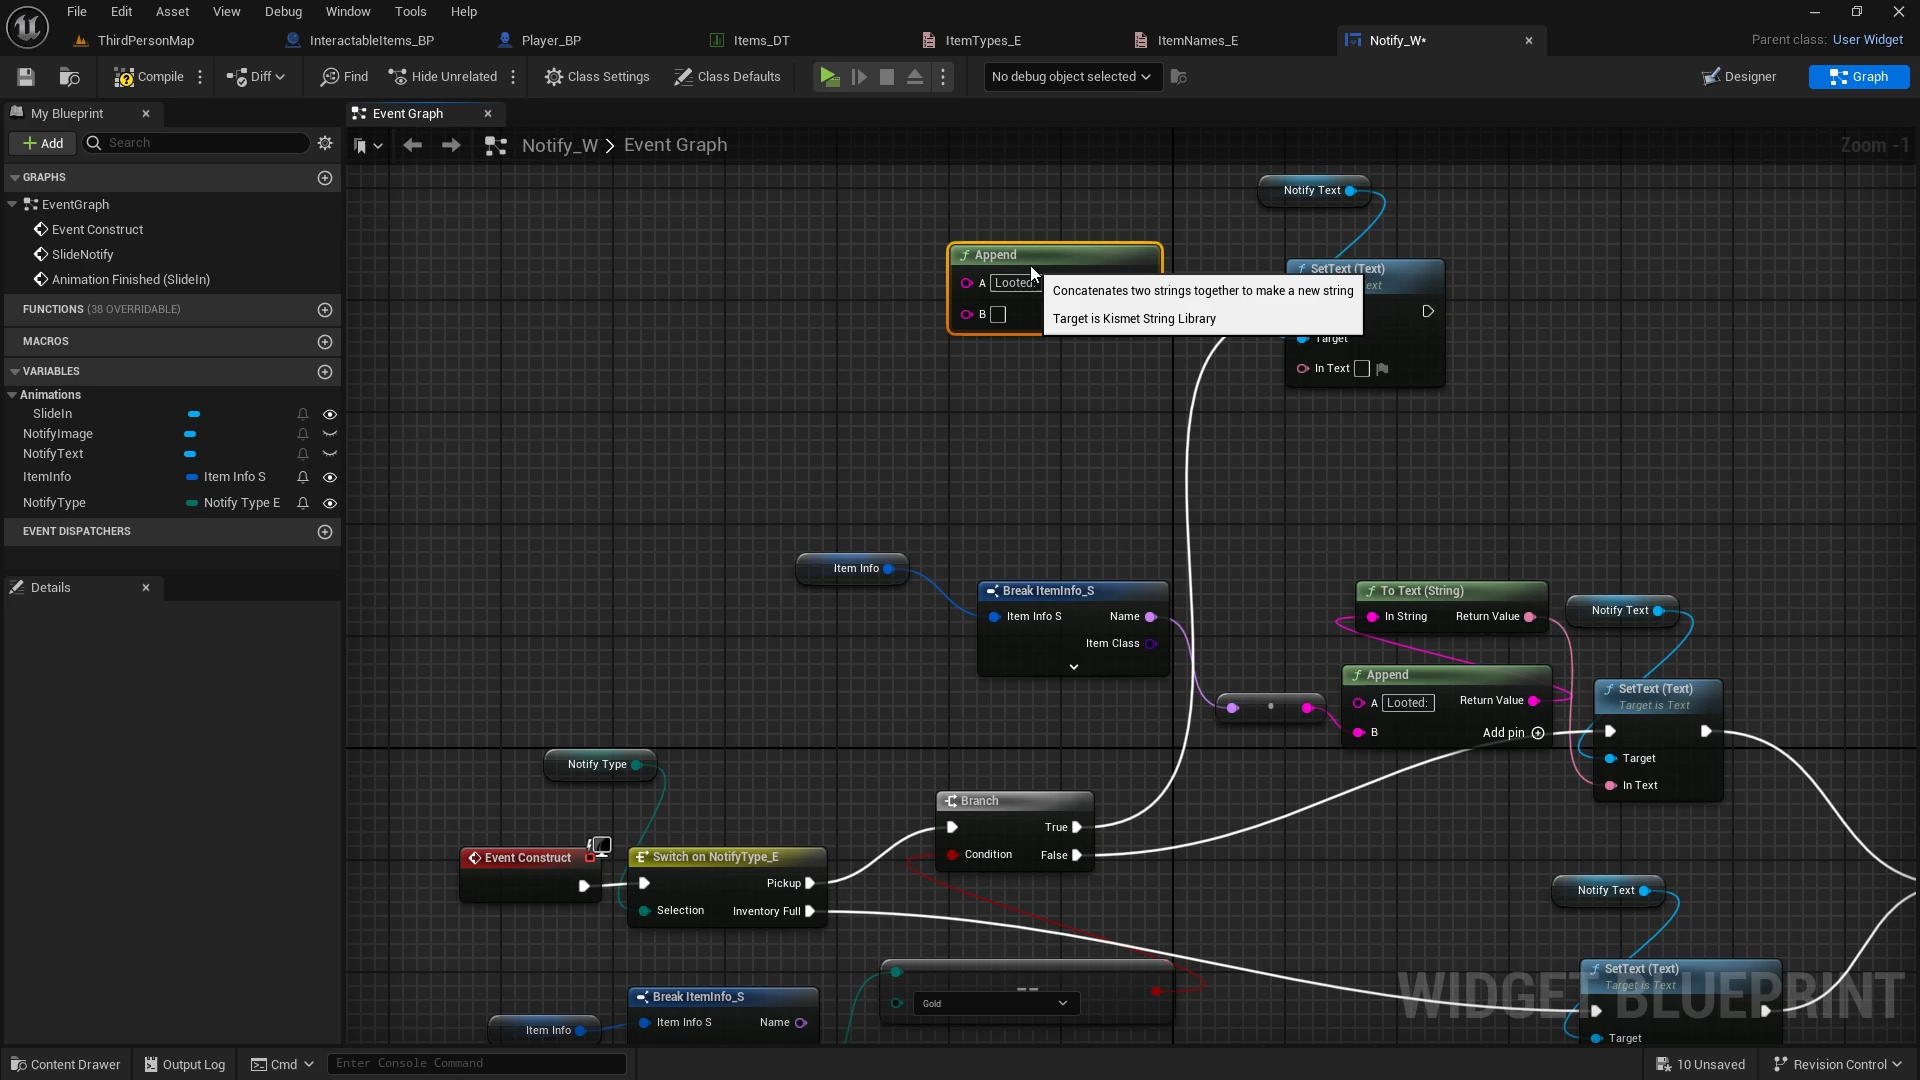 File Edit Asset View Debug Window Tools Help
ThirdPersonMap InteractableItems_BP Player_BP Items_DT ItemTypes_E ItemNames_E Notify_W* Parent class: User Widget
Compile Diff Find Hide Unrelated Class Settings Class Defaults No debug object selected Designer Graph
My Blueprint
Event Graph
Add Search
Notify_W > Event Graph
Zoom -1
GRAPHS
EventGraph
Event Construct
SlideNotify
Animation Finished (SlideIn)
FUNCTIONS (38 OVERRIDABLE)
MACROS
VARIABLES
Animations
SlideIn
NotifyImage
NotifyText
ItemInfo Item Info S
NotifyType Notify Type E
EVENT DISPATCHERS
Details
Notify Text
f Append
A Looted:
B
Concatenates two strings together to make a new string
Target is Kismet String Library
f SetText (Text)
ext
Target
In Text
Item Info
Break ItemInfo_S
Item Info S Name
Item Class
f To Text (String)
In String Return Value
Notify Text
f Append
A Looted: Return Value
B Add pin
f SetText (Text)
Target is Text
Target
In Text
Notify Type
Branch
True
Condition False
Event Construct
Switch on NotifyType_E
Pickup
Selection Inventory Full
Notify Text
f SetText (Text)
Target is Text
Target
==
Gold
Break ItemInfo_S
Item Info S Name
Item Info
WIDGET BLUEPRINT
Content Drawer Output Log Cmd Enter Console Command 10 Unsaved Revision Control